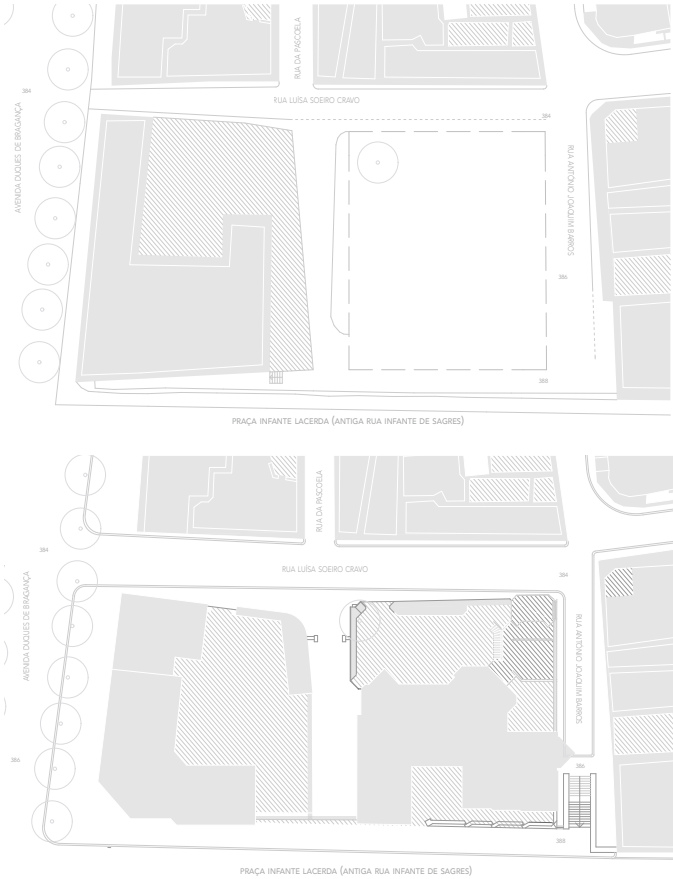 RUA DA PASCOELA
384
RUA LUÍSA SOEIRO CRAVO
384
AVENIDA DUQUES DE BRAGANÇA
RUA ANTONIO JOAQUIM BARROS
386
388
PRAÇA INFANTE LACERDA (ANTIGA RUA INFANTE DE SAGRES)
RUA DA PASCOELA
384
RUA LUÍSA SOEIRO CRAVO
384
AVENIDA DUQUES DE BRAGANÇA
RUA ANTONIO JOAQUIM BARROS
386
386
388
PRAÇA INFANTE LACERDA (ANTIGA RUA INFANTE DE SAGRES)